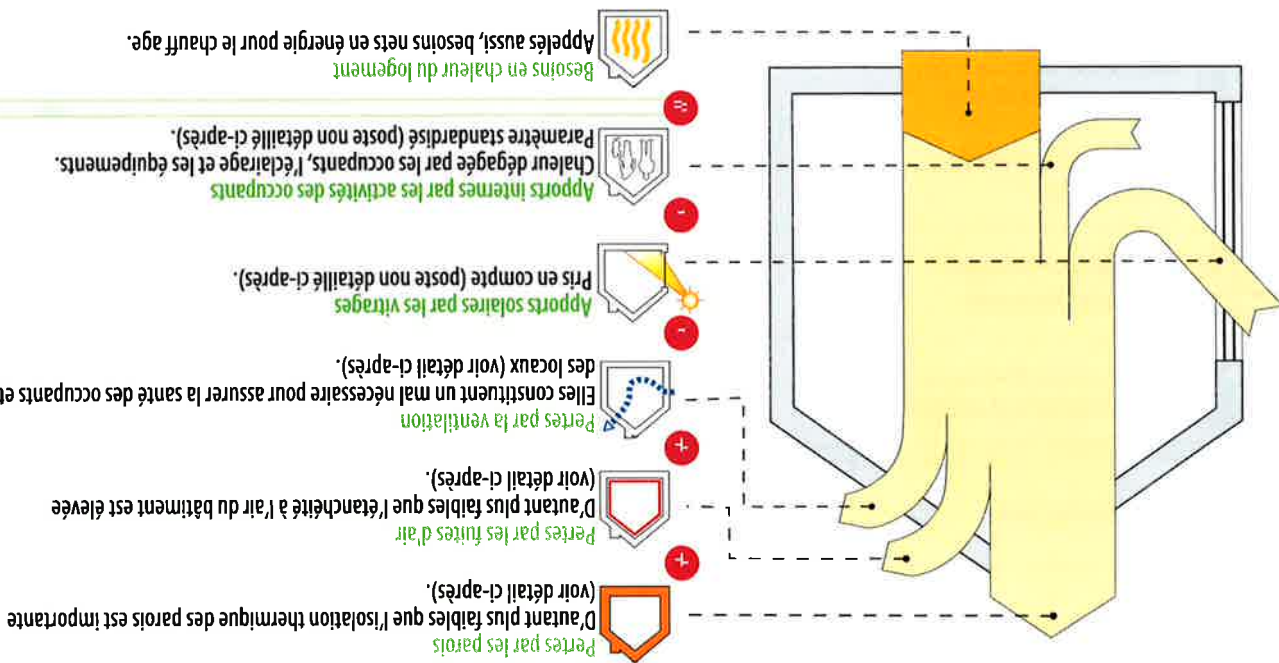 Pertes par les parois
D'autant plus faibles que l'isolation thermique des parois est importante
(voir détail ci-après).
+
Pertes par les fuites d'air
D'autant plus faibles que l'étanchéité à l'air du bâtiment est élevée
(voir détail ci-après).
+
Pertes par la ventilation
Elles constituent un mal nécessaire pour assurer la santé des occupants et
des locaux (voir détail ci-après).
-
Apports solaires par les vitrages
Pris en compte (poste non détaillé ci-après).
-
Apports internes par les activités des occupants
Chaleur dégagée par les occupants, l'éclairage et les équipements.
Paramètre standardisé (poste non détaillé ci-après).
=
Besoins en chaleur du logement
Appelés aussi, besoins nets en énergie pour le chauffage.